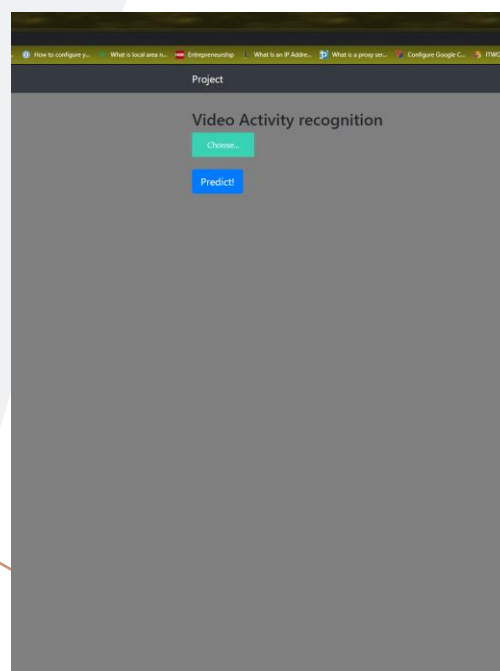 How to configure y... What is local area n... Entrepreneurship What Is an IP Addre... What is a proxy ser... Configure Google C... ITWO
Project
Video Activity recognition
Choose...
Predict!